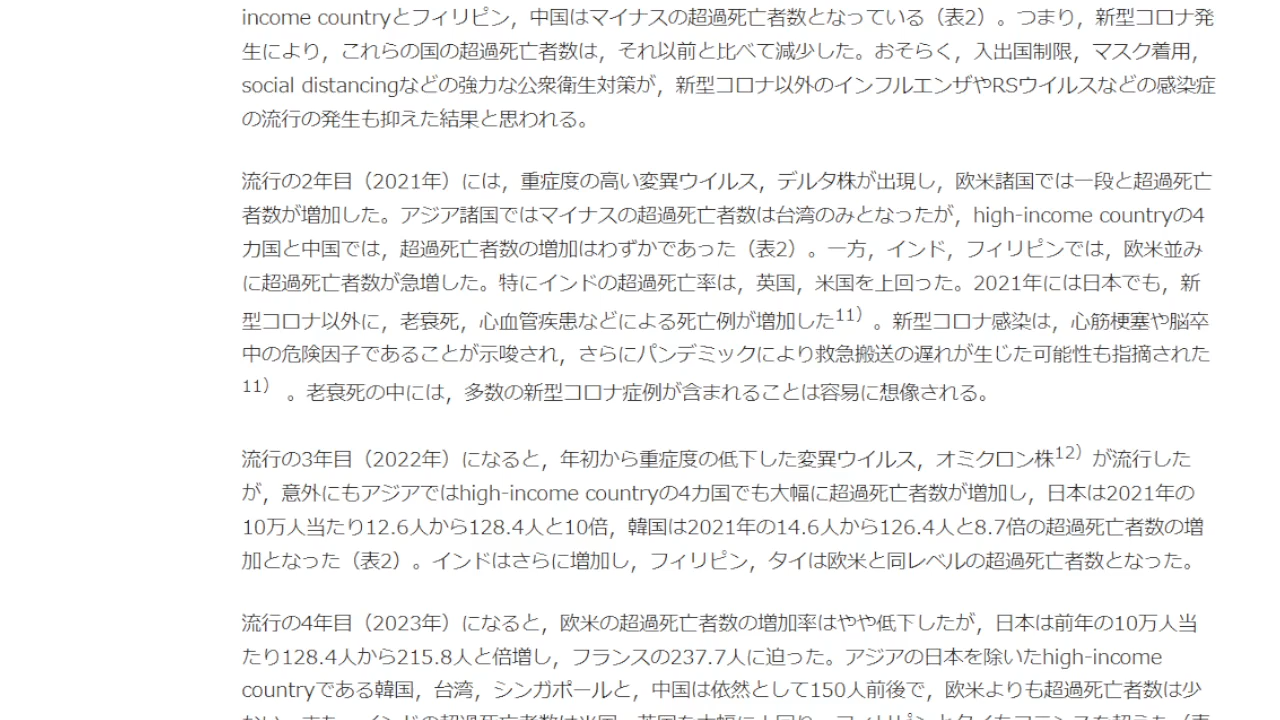 income countryとフィリピン，中国はマイナスの超過死亡者数となっている（表2）。つまり，新型コロナ発
生により，これらの国の超過死亡者数は，それ以前と比べて減少した。おそらく，入出国制限，マスク着用，
social distancingなどの強力な公衆衛生対策が，新型コロナ以外のインフルエンザやRSウイルスなどの感染症
の流行の発生も抑えた結果と思われる。
流行の2年目（2021年）には，重症度の高い変異ウイルス，デルタ株が出現し，欧米諸国では一段と超過死亡
者数が増加した。アジア諸国ではマイナスの超過死亡者数は台湾のみとなったが，high-income countryの4
カ国と中国では，超過死亡者数の増加はわずかであった（表2）。一方，インド，フィリピンでは，欧米並み
に超過死亡者数が急増した。特にインドの超過死亡率は，英国，米国を上回った。2021年には日本でも，新
型コロナ以外に，老衰死，心血管疾患などによる死亡例が増加した11）。新型コロナ感染は，心筋梗塞や脳卒
中の危険因子であることが示唆され，さらにパンデミックにより救急搬送の遅れが生じた可能性も指摘された
11）。老衰死の中には，多数の新型コロナ症例が含まれることは容易に想像される。
流行の3年目（2022年）になると，年初から重症度の低下した変異ウイルス，オミクロン株12）が流行した
が，意外にもアジアではhigh-income countryの4カ国でも大幅に超過死亡者数が増加し，日本は2021年の
10万人当たり12.6人から128.4人と10倍，韓国は2021年の14.6人から126.4人と8.7倍の超過死亡者数の増
加となった（表2）。インドはさらに増加し，フィリピン，タイは欧米と同レベルの超過死亡者数となった。
流行の4年目（2023年）になると，欧米の超過死亡者数の増加率はやや低下したが，日本は前年の10万人当
たり128.4人から215.8人と倍増し，フランスの237.7人に迫った。アジアの日本を除いたhigh-income
countryである韓国，台湾，シンガポールと，中国は依然として150人前後で，欧米よりも超過死亡者数は少